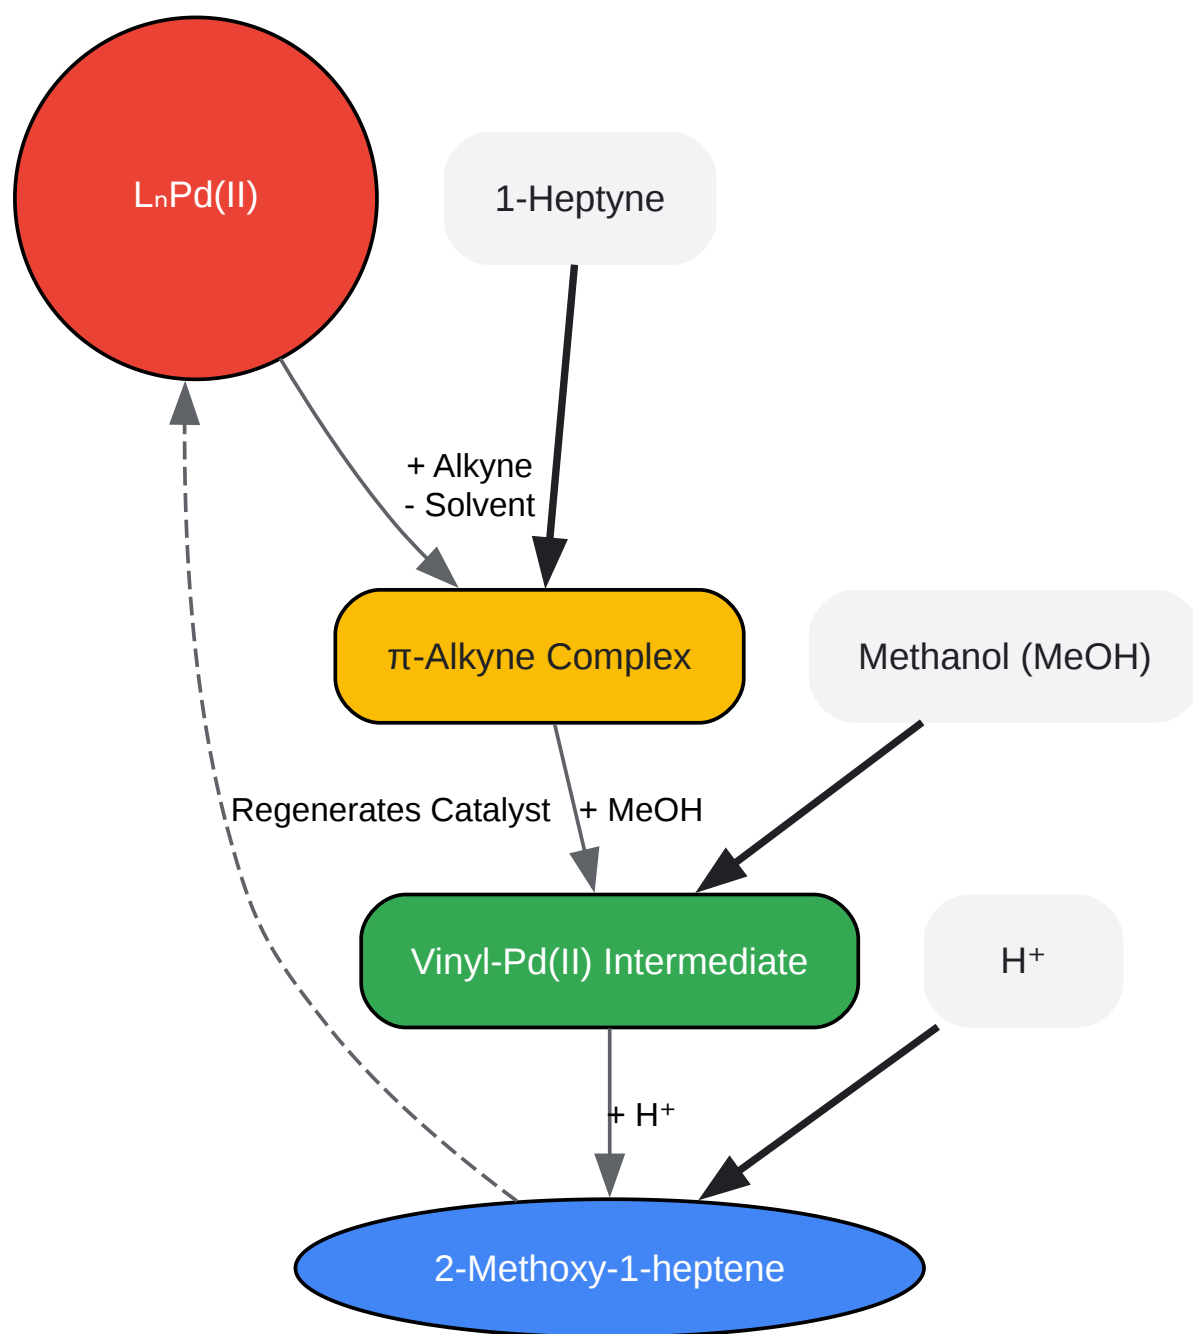 LₙPd(II)
1-Heptyne
+ Alkyne
- Solvent
π-Alkyne Complex
Methanol (MeOH)
Regenerates Catalyst
+ MeOH
Vinyl-Pd(II) Intermediate
H⁺
+ H⁺
2-Methoxy-1-heptene